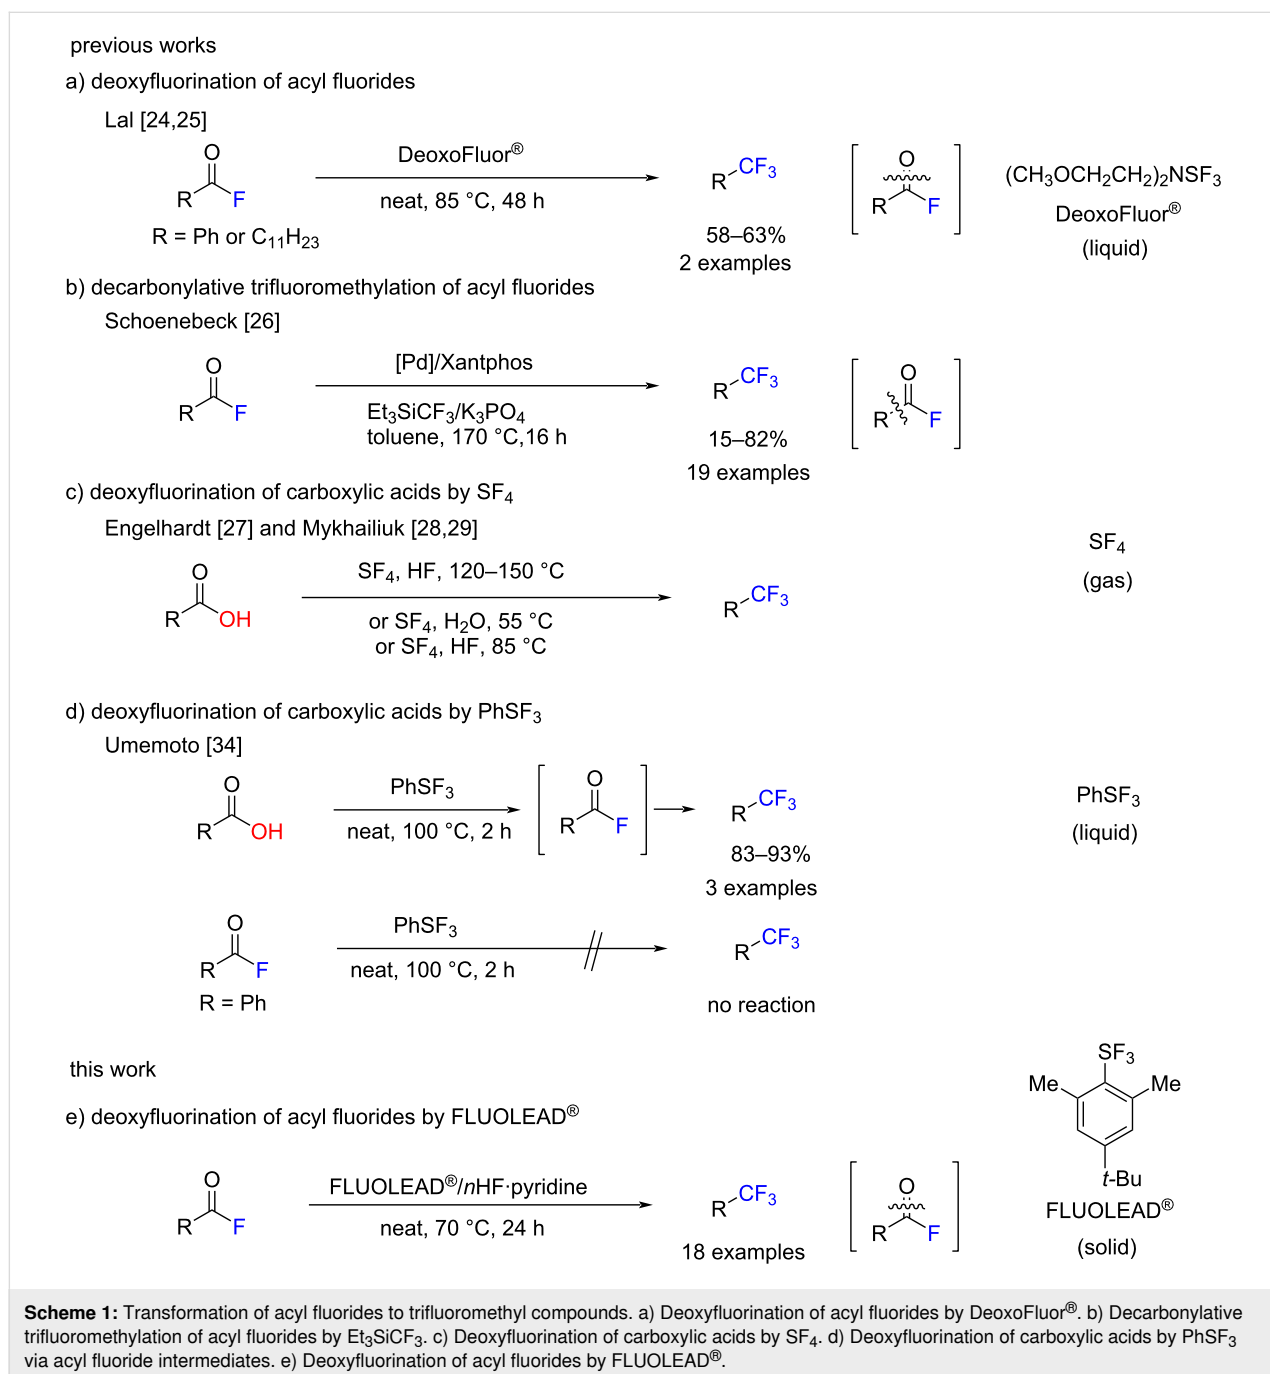 previous works
a) deoxyfluorination of acyl fluorides
Lal [24,25]
O
R
F
R = Ph or C11H23
DeoxoFluor®
neat, 85 °C, 48 h
R
CF3
58–63%
2 examples
O
R
F
(CH3OCH2CH2)2NSF3
DeoxoFluor®
(liquid)
b) decarbonylative trifluoromethylation of acyl fluorides
Schoenebeck [26]
O
R
F
[Pd]/Xantphos
Et3SiCF3/K3PO4
toluene, 170 °C,16 h
R
CF3
15–82%
19 examples
O
R
F
c) deoxyfluorination of carboxylic acids by SF4
Engelhardt [27] and Mykhailiuk [28,29]
O
R
OH
SF4, HF, 120–150 °C
or SF4, H2O, 55 °C
or SF4, HF, 85 °C
R
CF3
SF4
(gas)
d) deoxyfluorination of carboxylic acids by PhSF3
Umemoto [34]
O
R
OH
PhSF3
neat, 100 °C, 2 h
O
R
F
R
CF3
83–93%
3 examples
PhSF3
(liquid)
O
R
F
R = Ph
PhSF3
neat, 100 °C, 2 h
R
CF3
no reaction
this work
e) deoxyfluorination of acyl fluorides by FLUOLEAD®
O
R
F
FLUOLEAD®/nHF·pyridine
neat, 70 °C, 24 h
R
CF3
18 examples
O
R
F
SF3
Me
Me
t-Bu
FLUOLEAD®
(solid)
Scheme 1: Transformation of acyl fluorides to trifluoromethyl compounds. a) Deoxyfluorination of acyl fluorides by DeoxoFluor®. b) Decarbonylative
trifluoromethylation of acyl fluorides by Et3SiCF3. c) Deoxyfluorination of carboxylic acids by SF4. d) Deoxyfluorination of carboxylic acids by PhSF3
via acyl fluoride intermediates. e) Deoxyfluorination of acyl fluorides by FLUOLEAD®.